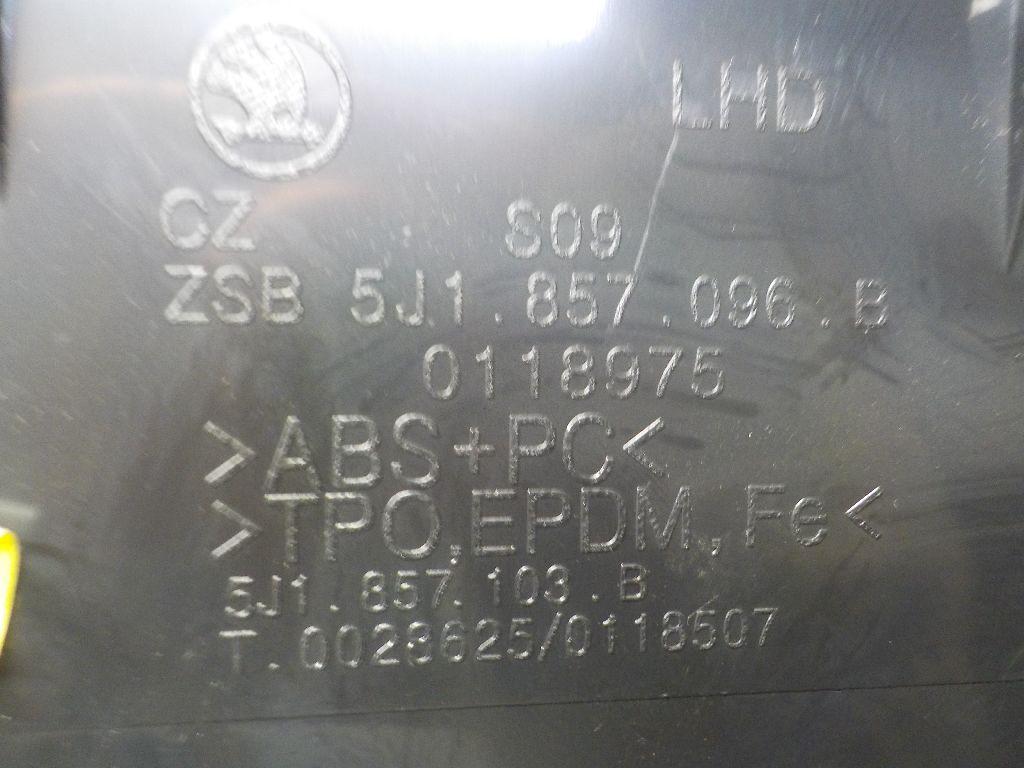 LHD
CZ S09
ZSB 5J1.857.096.B
0118975
>ABS+PC<
>TPO,EPDM,Fe<
5J1.857.103.B
T.0028625/0118507